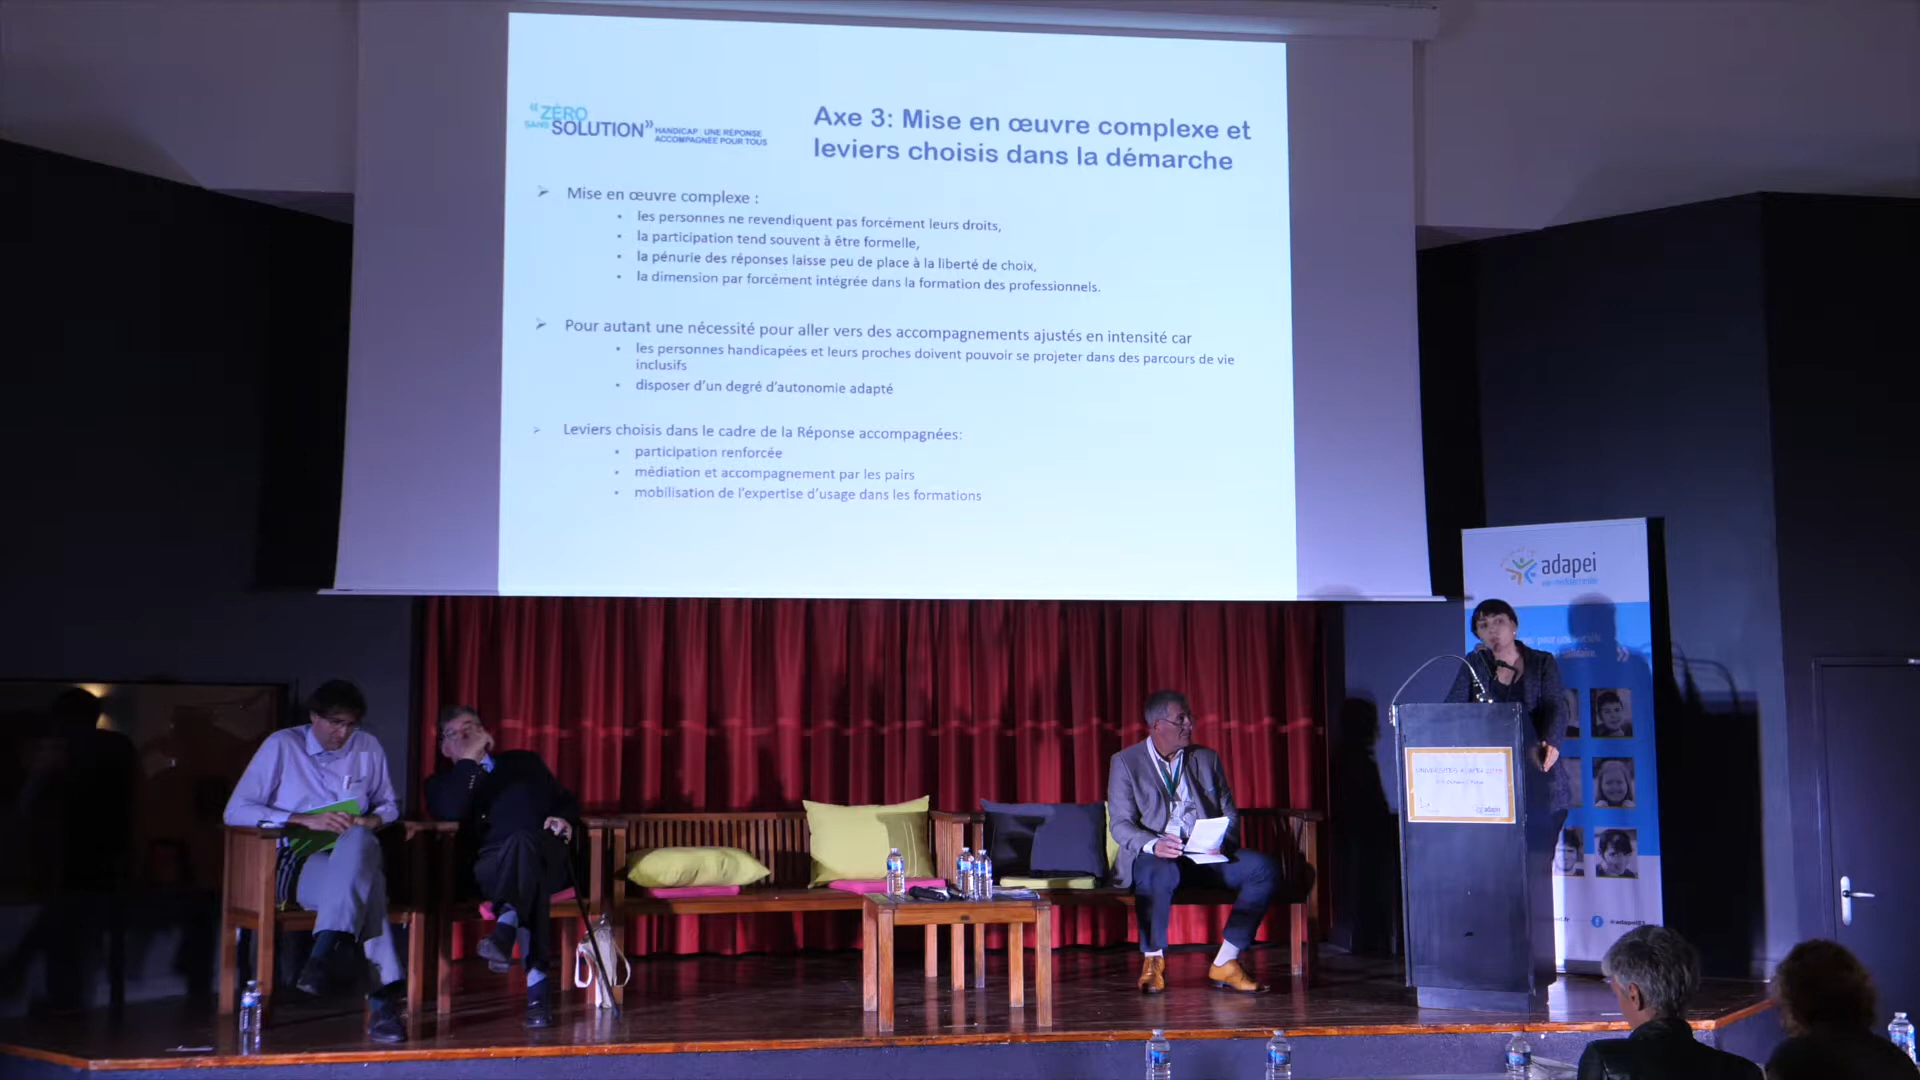 « ZÉRO
SANS SOLUTION » HANDICAP : UNE RÉPONSE
ACCOMPAGNÉE POUR TOUS
Axe 3: Mise en œuvre complexe et
leviers choisis dans la démarche
Mise en œuvre complexe :
les personnes ne revendiquent pas forcément leurs droits,
la participation tend souvent à être formelle,
la pénurie des réponses laisse peu de place à la liberté de choix,
la dimension par forcément intégrée dans la formation des professionnels.
Pour autant une nécessité pour aller vers des accompagnements ajustés en intensité car
les personnes handicapées et leurs proches doivent pouvoir se projeter dans des parcours de vie
inclusifs
disposer d'un degré d'autonomie adapté
Leviers choisis dans le cadre de la Réponse accompagnées:
participation renforcée
médiation et accompagnement par les pairs
mobilisation de l'expertise d'usage dans les formations
adapei
pour une société
solidaire. »
adapei